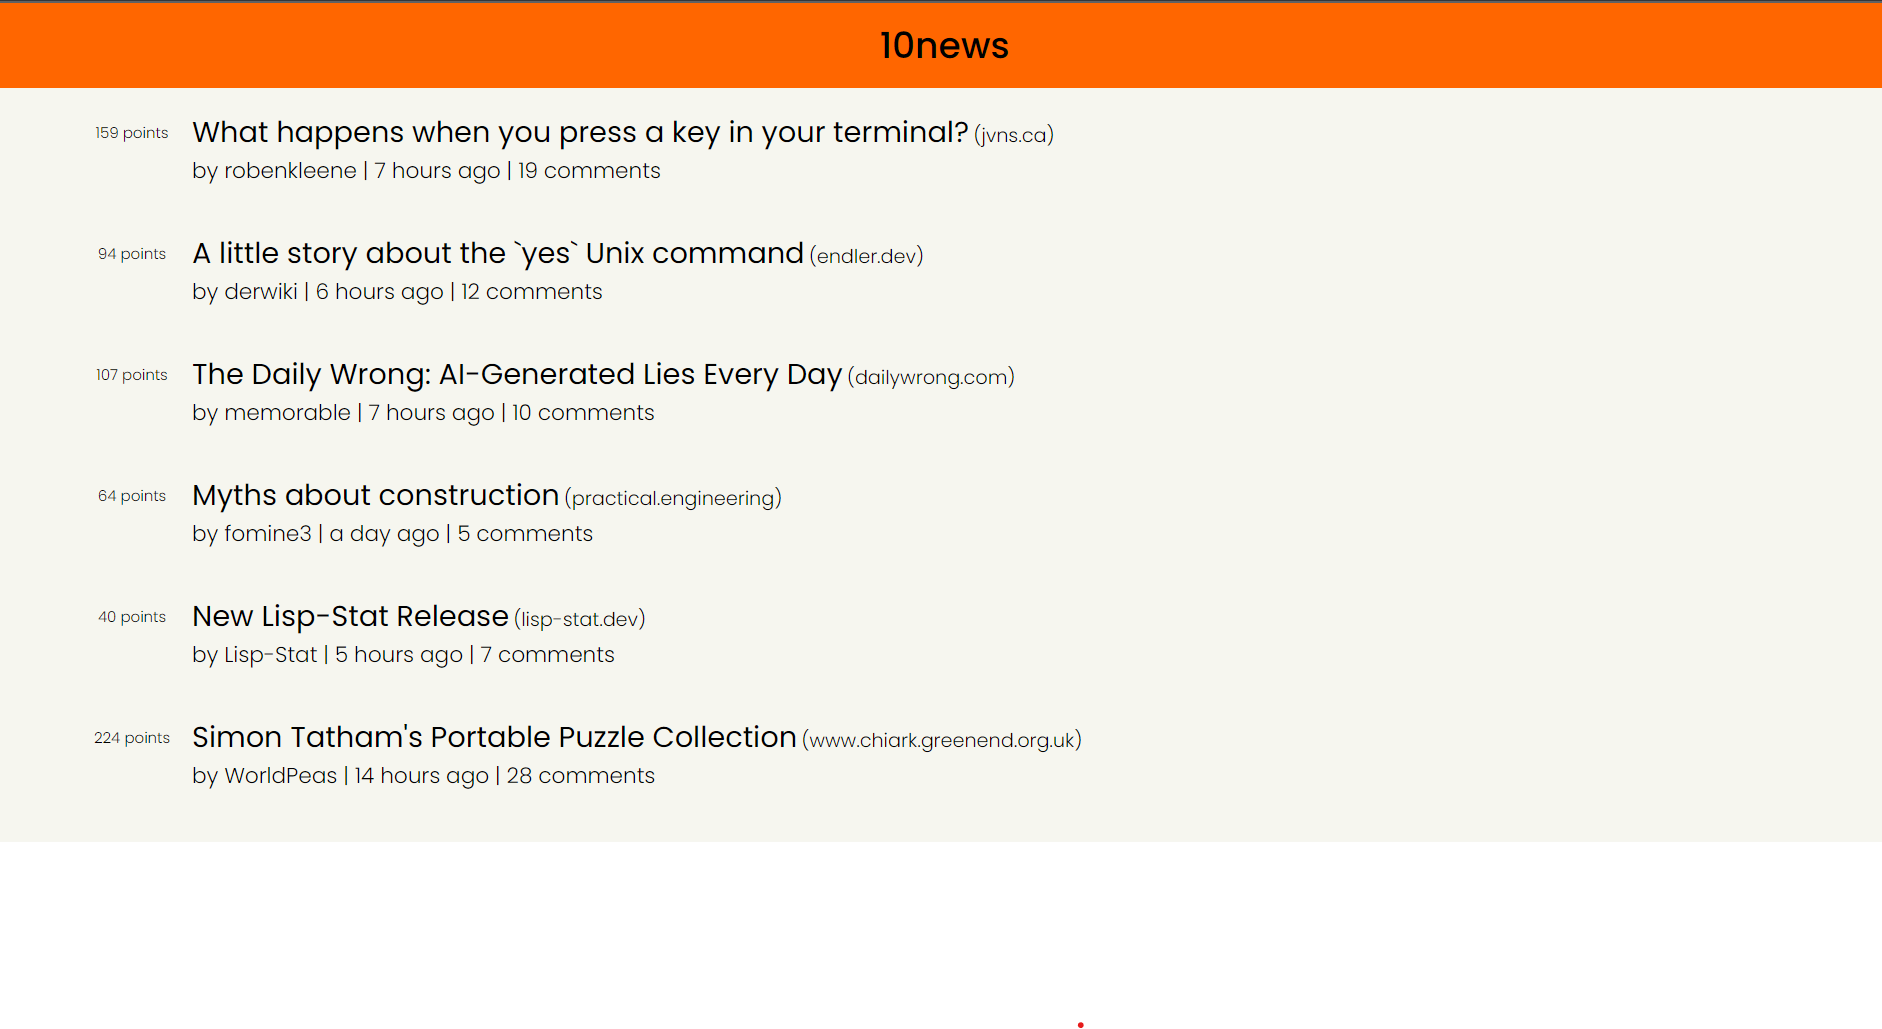 10news
159 points What happens when you press a key in your terminal? (jvns.ca)
by robenkleene | 7 hours ago | 19 comments
94 points A little story about the `yes` Unix command (endler.dev)
by derwiki | 6 hours ago | 12 comments
107 points The Daily Wrong: AI-Generated Lies Every Day (dailywrong.com)
by memorable | 7 hours ago | 10 comments
64 points Myths about construction (practical.engineering)
by fomine3 | a day ago | 5 comments
40 points New Lisp-Stat Release (lisp-stat.dev)
by Lisp-Stat | 5 hours ago | 7 comments
224 points Simon Tatham's Portable Puzzle Collection (www.chiark.greenend.org.uk)
by WorldPeas | 14 hours ago | 28 comments